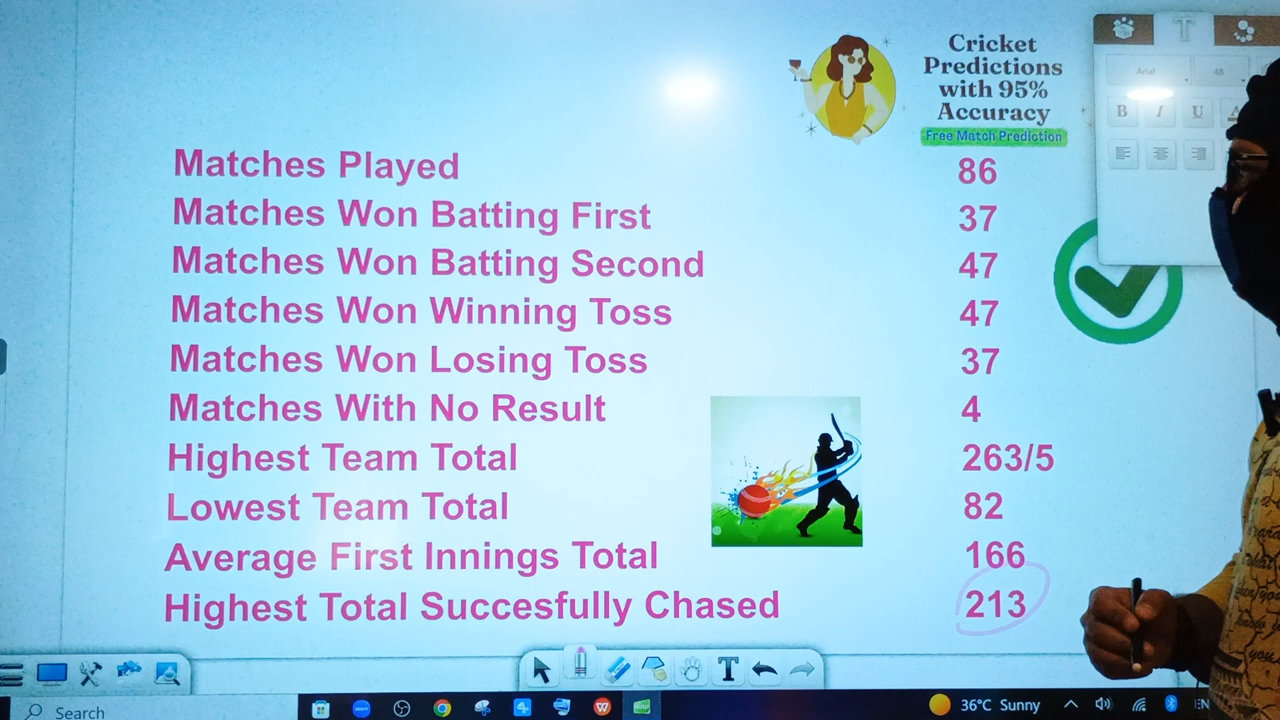 Cricket
Predictions
with 95%
Accuracy
Free Match Prediction
Arial 48
B I U A
Matches Played 86
Matches Won Batting First 37
Matches Won Batting Second 47
Matches Won Winning Toss 47
Matches Won Losing Toss 37
Matches With No Result 4
Highest Team Total 263/5
Lowest Team Total 82
Average First Innings Total 166
Highest Total Succesfully Chased 213
T
Search
36°C Sunny
EN